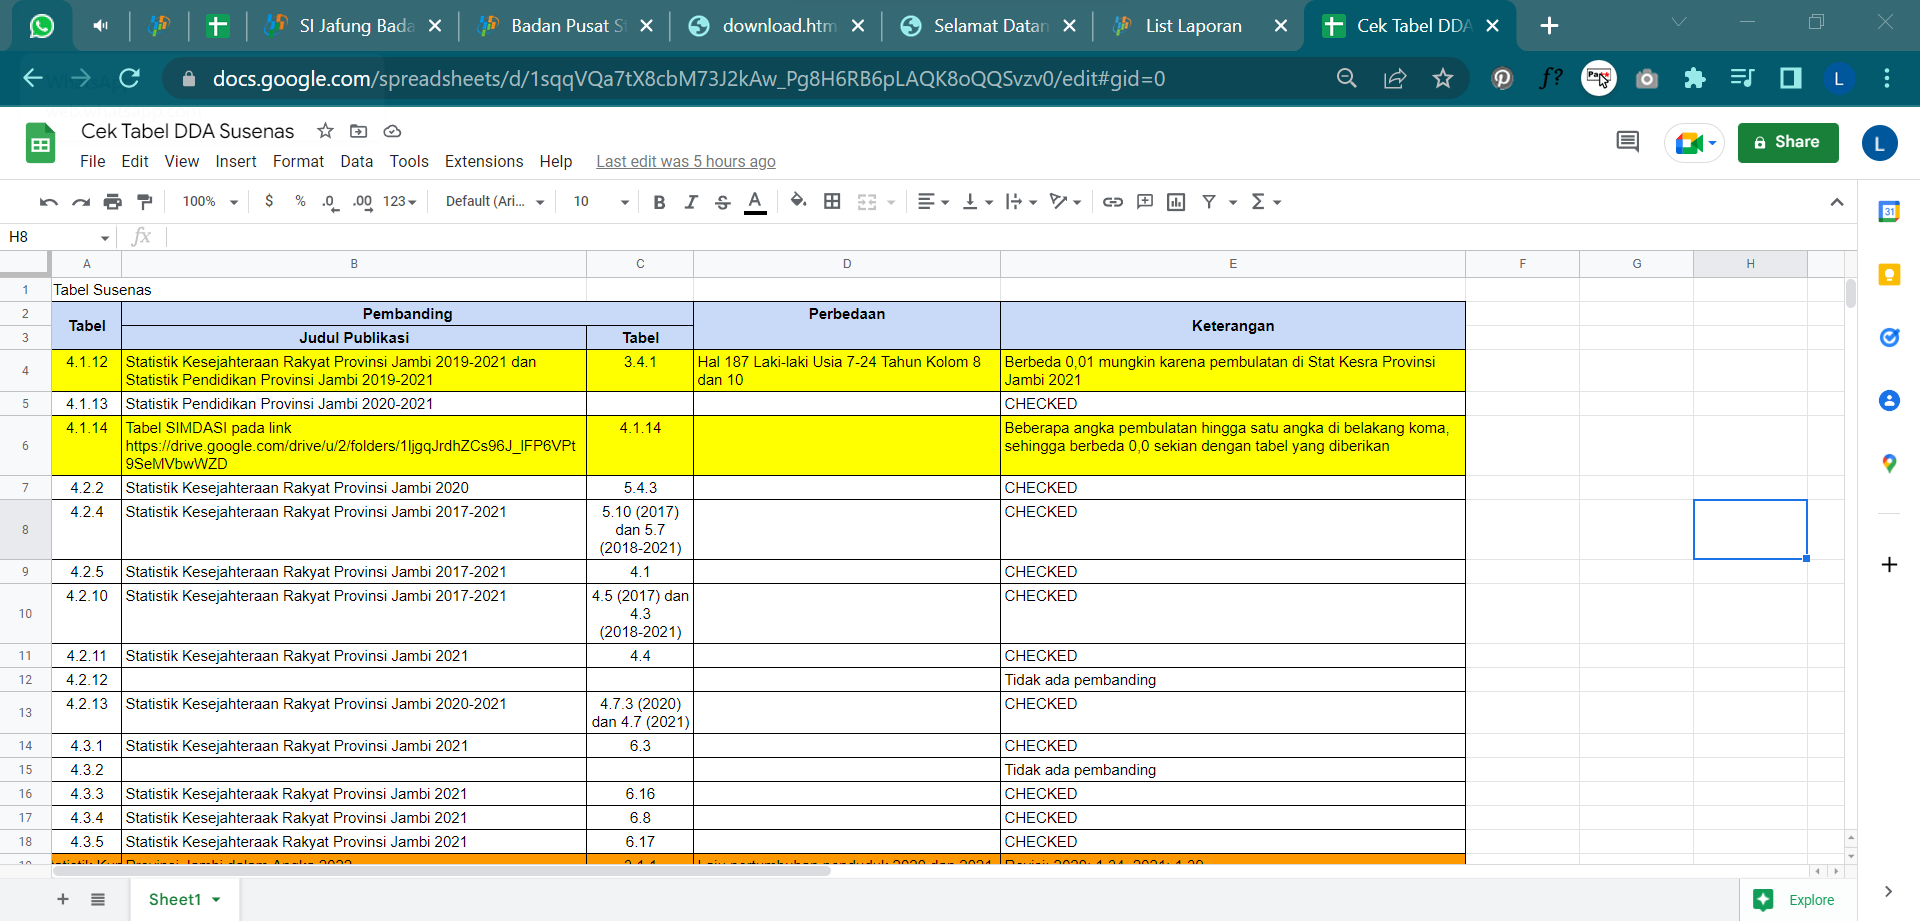 SI Jafung Bada
Badan Pusat S
download.htm
Selamat Datan
List Laporan
Cek Tabel DDA
docs.google.com/spreadsheets/d/1sqqVQa7tX8cbM73J2kAw_Pg8H6RB6pLAQK8oQQSvzv0/edit#gid=0
Cek Tabel DDA Susenas
File Edit View Insert Format Data Tools Extensions Help Last edit was 5 hours ago
Share
L
100% $ % .0 .00 123 Default (Ari... 10 B I S A
H8
fx
A B C D E F G H
1 Tabel Susenas
2 Tabel Pembanding Perbedaan Keterangan
3 Judul Publikasi Tabel
4 4.1.12 Statistik Kesejahteraan Rakyat Provinsi Jambi 2019-2021 dan 3.4.1 Hal 187 Laki-laki Usia 7-24 Tahun Kolom 8 Berbeda 0,01 mungkin karena pembulatan di Stat Kesra Provinsi
Statistik Pendidikan Provinsi Jambi 2019-2021 dan 10 Jambi 2021
5 4.1.13 Statistik Pendidikan Provinsi Jambi 2020-2021 CHECKED
6 4.1.14 Tabel SIMDASI pada link 4.1.14 Beberapa angka pembulatan hingga satu angka di belakang koma,
https://drive.google.com/drive/u/2/folders/1ljgqJrdhZCs96J_lFP6VPt sehingga berbeda 0,0 sekian dengan tabel yang diberikan
9SeMVbwWZD
7 4.2.2 Statistik Kesejahteraan Rakyat Provinsi Jambi 2020 5.4.3 CHECKED
8 4.2.4 Statistik Kesejahteraan Rakyat Provinsi Jambi 2017-2021 5.10 (2017) CHECKED
dan 5.7
(2018-2021)
9 4.2.5 Statistik Kesejahteraan Rakyat Provinsi Jambi 2017-2021 4.1 CHECKED
10 4.2.10 Statistik Kesejahteraan Rakyat Provinsi Jambi 2017-2021 4.5 (2017) dan CHECKED
4.3
(2018-2021)
11 4.2.11 Statistik Kesejahteraan Rakyat Provinsi Jambi 2021 4.4 CHECKED
12 4.2.12 Tidak ada pembanding
13 4.2.13 Statistik Kesejahteraan Rakyat Provinsi Jambi 2020-2021 4.7.3 (2020) CHECKED
dan 4.7 (2021)
14 4.3.1 Statistik Kesejahteraan Rakyat Provinsi Jambi 2021 6.3 CHECKED
15 4.3.2 Tidak ada pembanding
16 4.3.3 Statistik Kesejahteraak Rakyat Provinsi Jambi 2021 6.16 CHECKED
17 4.3.4 Statistik Kesejahteraak Rakyat Provinsi Jambi 2021 6.8 CHECKED
18 4.3.5 Statistik Kesejahteraak Rakyat Provinsi Jambi 2021 6.17 CHECKED
Sheet1
Explore